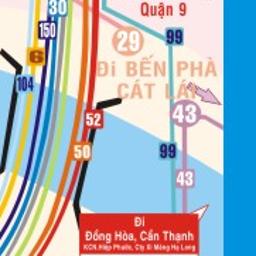 Quận 9
30
150
29
99
Đi BẾN PHÀ
CÁT LÁI
6
104
52
43
50
99
43
Đi
Đồng Hòa, Cần Thạnh
KCN.Hiệp Phước, Cty Xi Măng Hạ Long